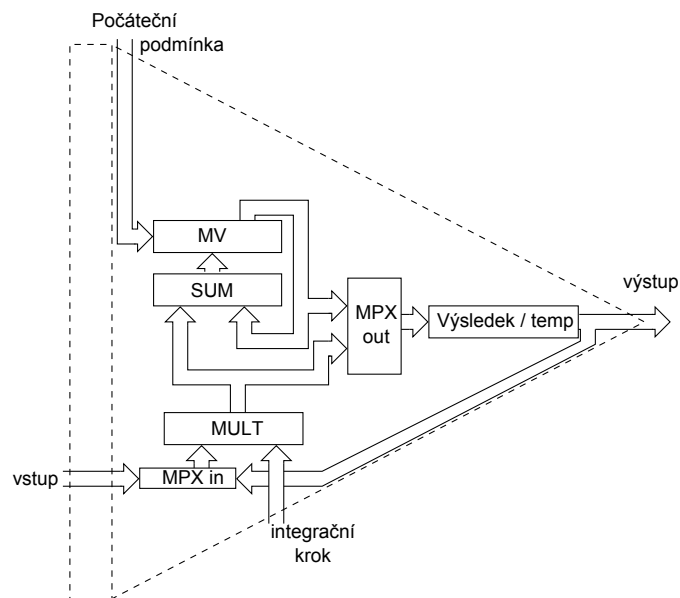 Počáteční
podmínka
MV
SUM
výstup
MPX
out
Výsledek / temp
MULT
vstup
MPX in
integrační
krok